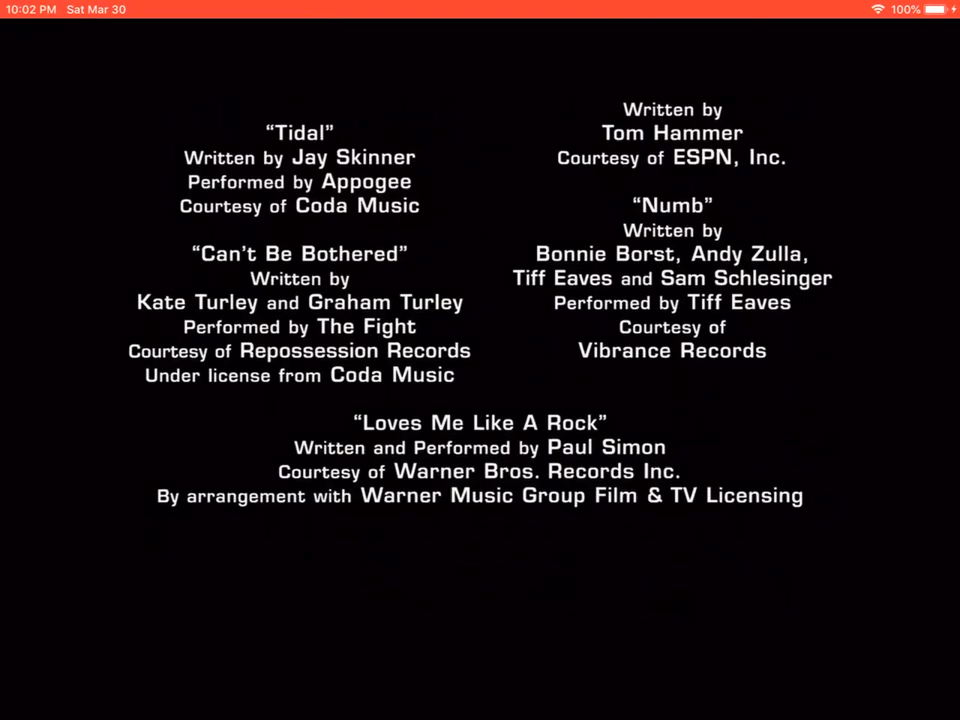 10:02 PM Sat Mar 30
100%
“Tidal”
Written by Jay Skinner
Performed by Appogee
Courtesy of Coda Music
“Can’t Be Bothered”
Written by
Kate Turley and Graham Turley
Performed by The Fight
Courtesy of Repossession Records
Under license from Coda Music
Written by
Tom Hammer
Courtesy of ESPN, Inc.
“Numb”
Written by
Bonnie Borst, Andy Zulla,
Tiff Eaves and Sam Schlesinger
Performed by Tiff Eaves
Courtesy of
Vibrance Records
“Loves Me Like A Rock”
Written and Performed by Paul Simon
Courtesy of Warner Bros. Records Inc.
By arrangement with Warner Music Group Film & TV Licensing